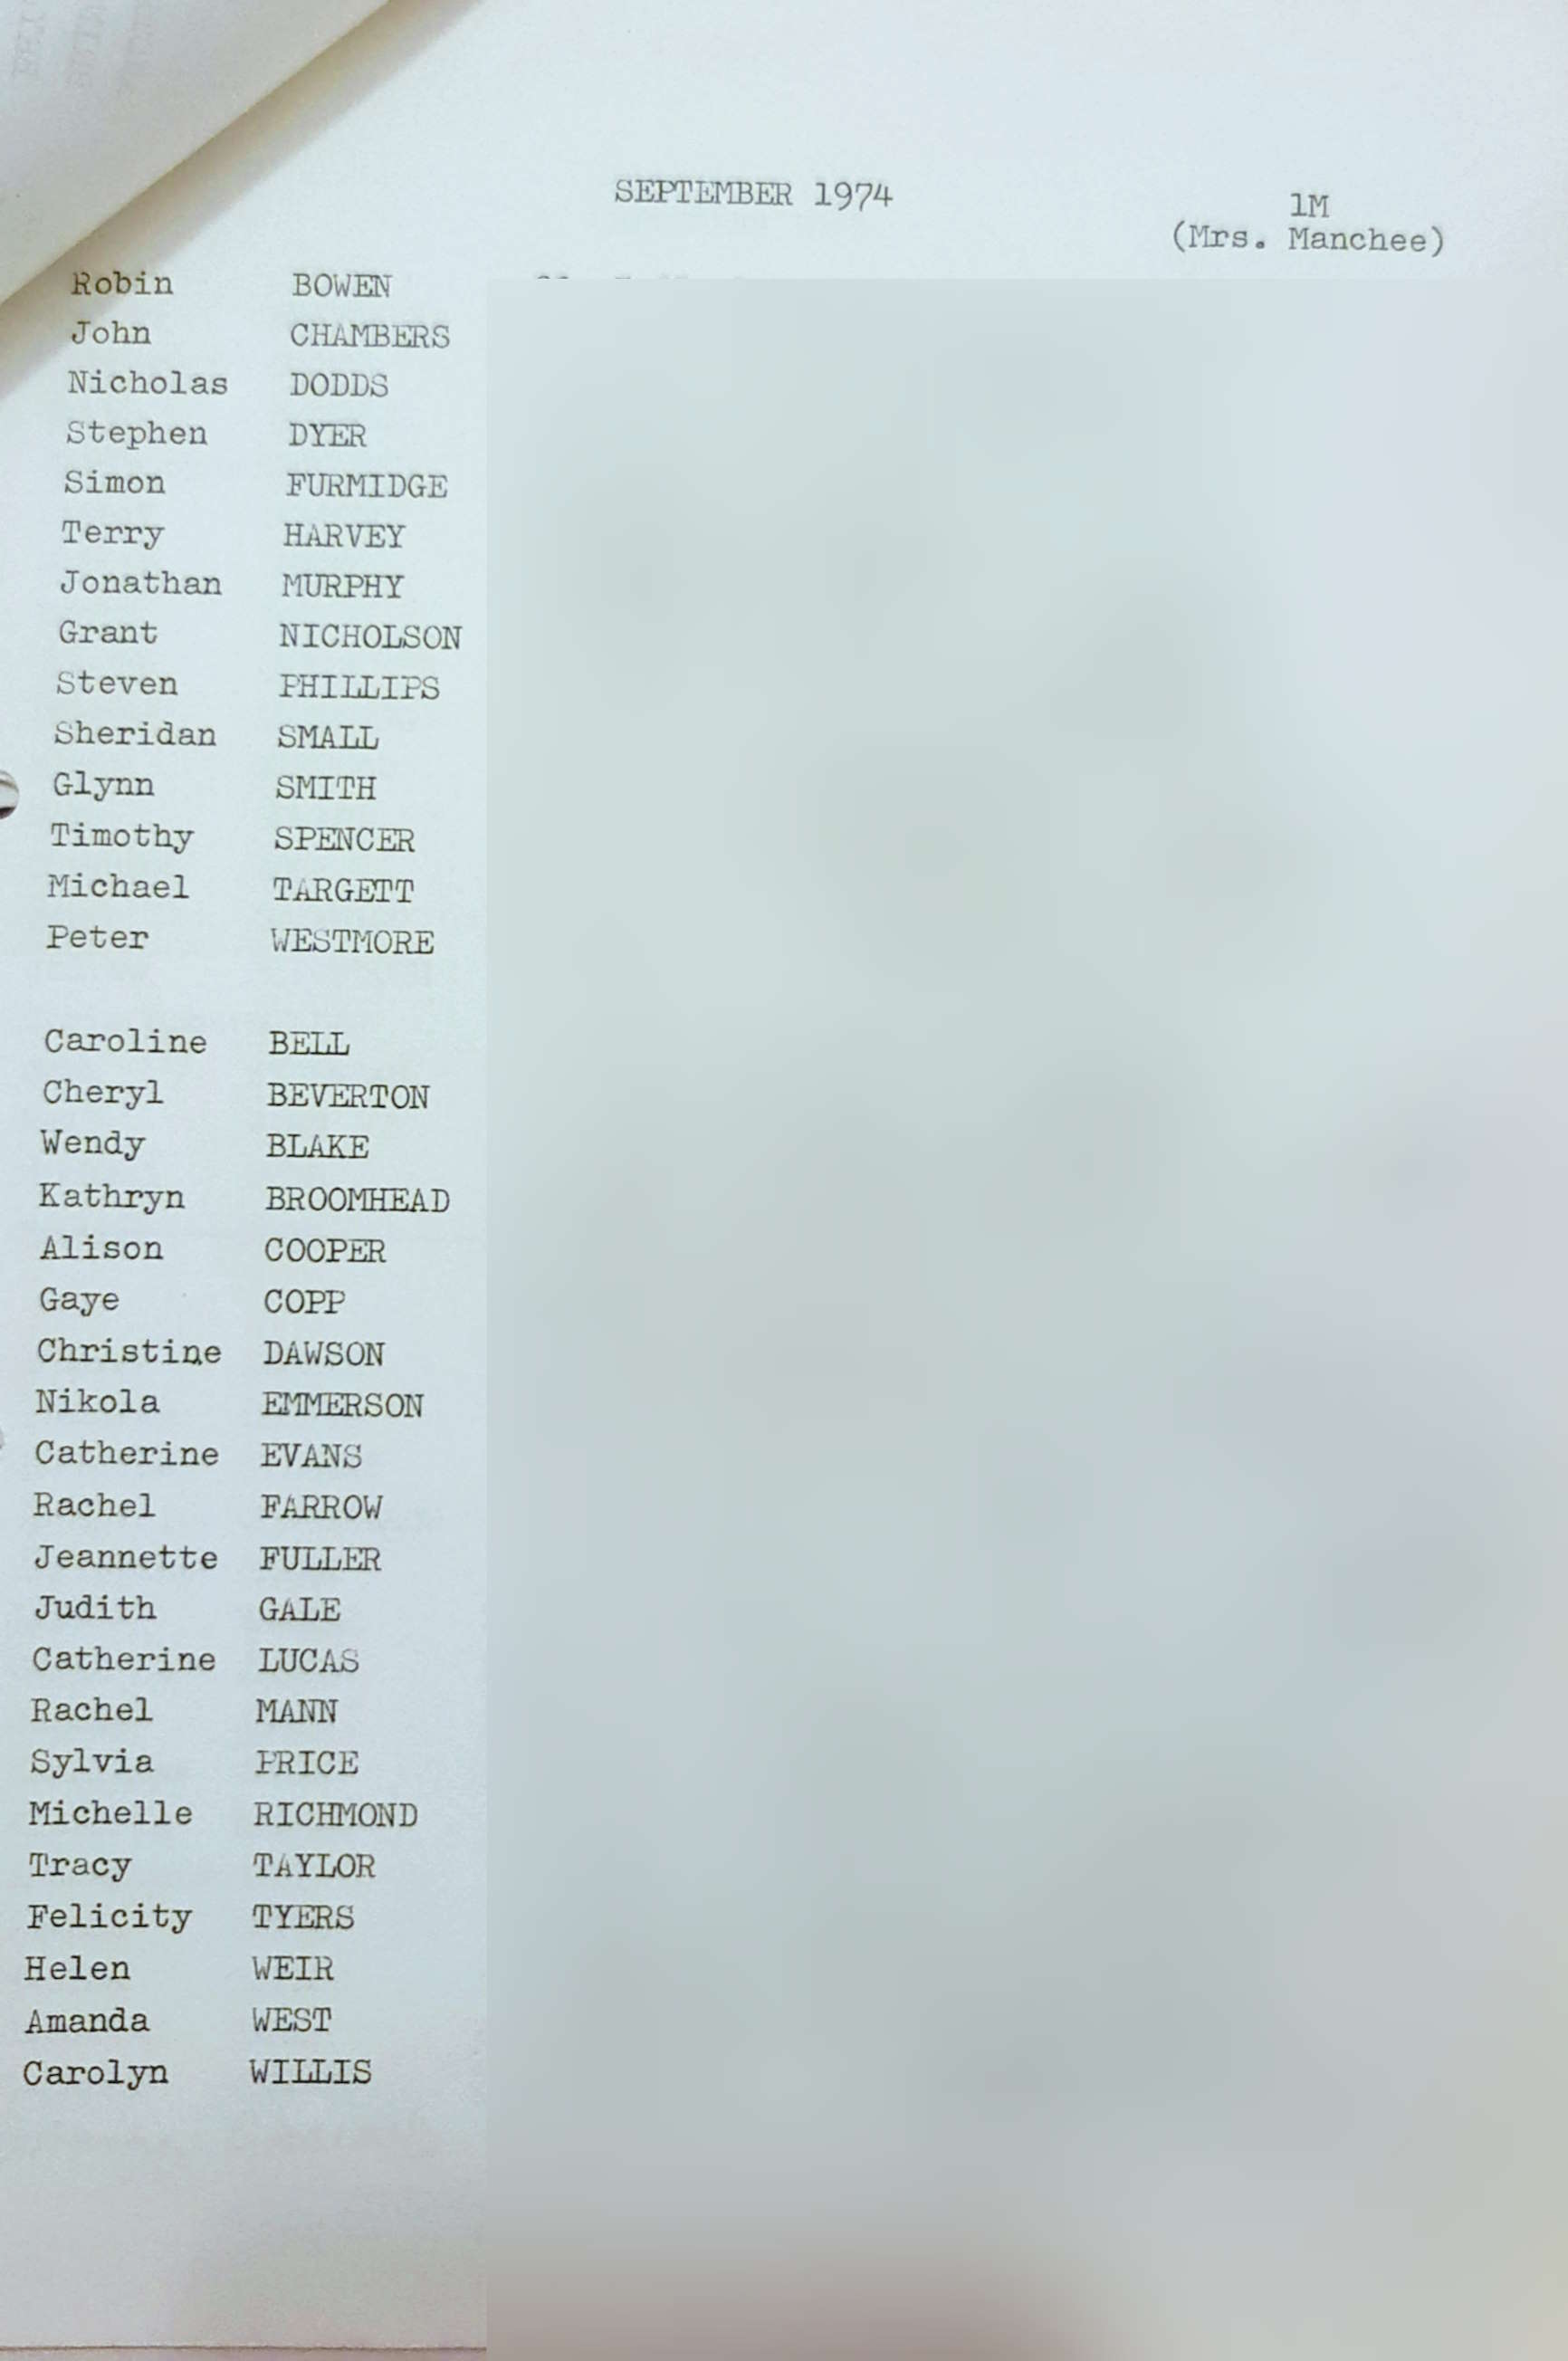 SEPTEMBER 1974
1M
(Mrs. Manchee)
Robin BOWEN
John CHAMBERS
Nicholas DODDS
Stephen DYER
Simon FURMIDGE
Terry HARVEY
Jonathan MURPHY
Grant NICHOLSON
Steven PHILLIPS
Sheridan SMALL
Glynn SMITH
Timothy SPENCER
Michael TARGETT
Peter WESTMORE
Caroline BELL
Cheryl BEVERTON
Wendy BLAKE
Kathryn BROOMHEAD
Alison COOPER
Gaye COPP
Christine DAWSON
Nikola EMMERSON
Catherine EVANS
Rachel FARROW
Jeannette FULLER
Judith GALE
Catherine LUCAS
Rachel MANN
Sylvia PRICE
Michelle RICHMOND
Tracy TAYLOR
Felicity TYERS
Helen WEIR
Amanda WEST
Carolyn WILLIS